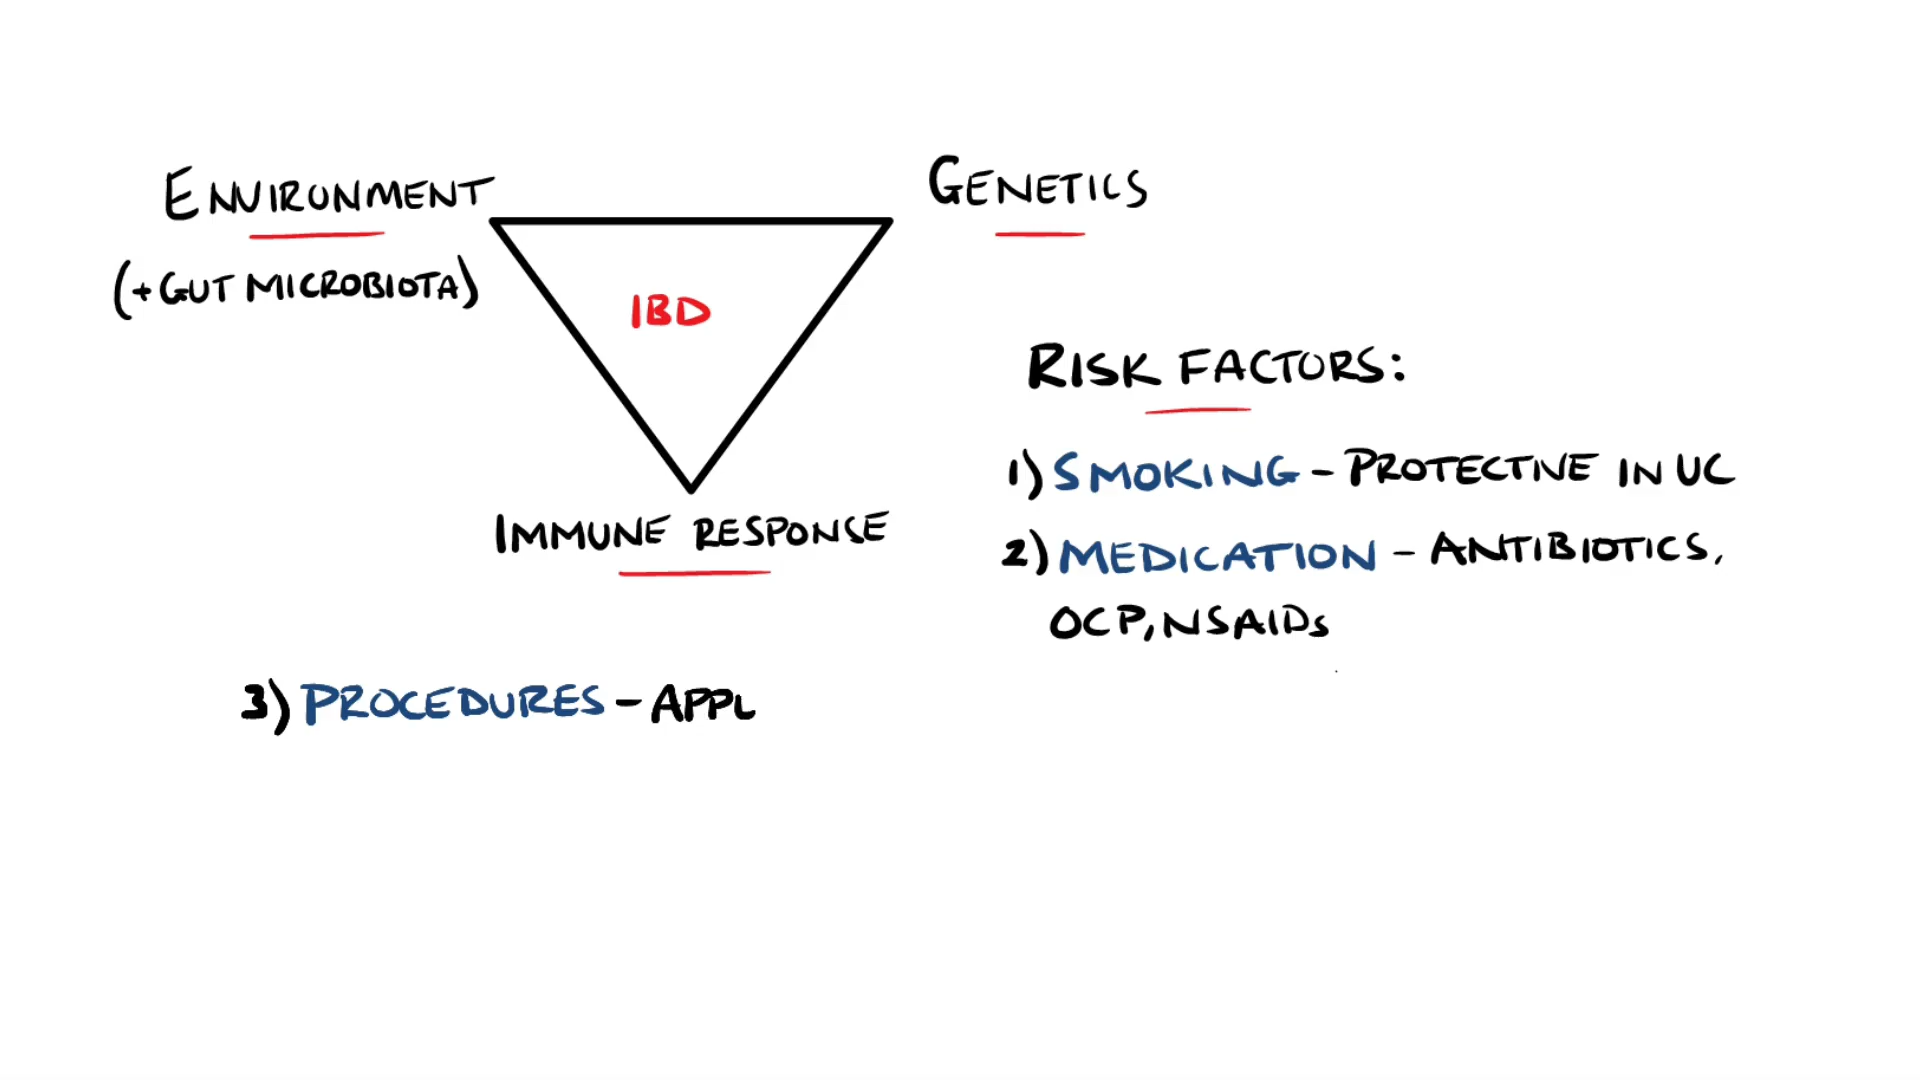 ENVIRONMENT
(+ GUT MICROBIOTA)
GENETICS
IBD
IMMUNE RESPONSE
RISK FACTORS:
1) SMOKING - PROTECTIVE IN UC
2) MEDICATION - ANTIBIOTICS,
OCP, NSAIDs
3) PROCEDURES - APPL